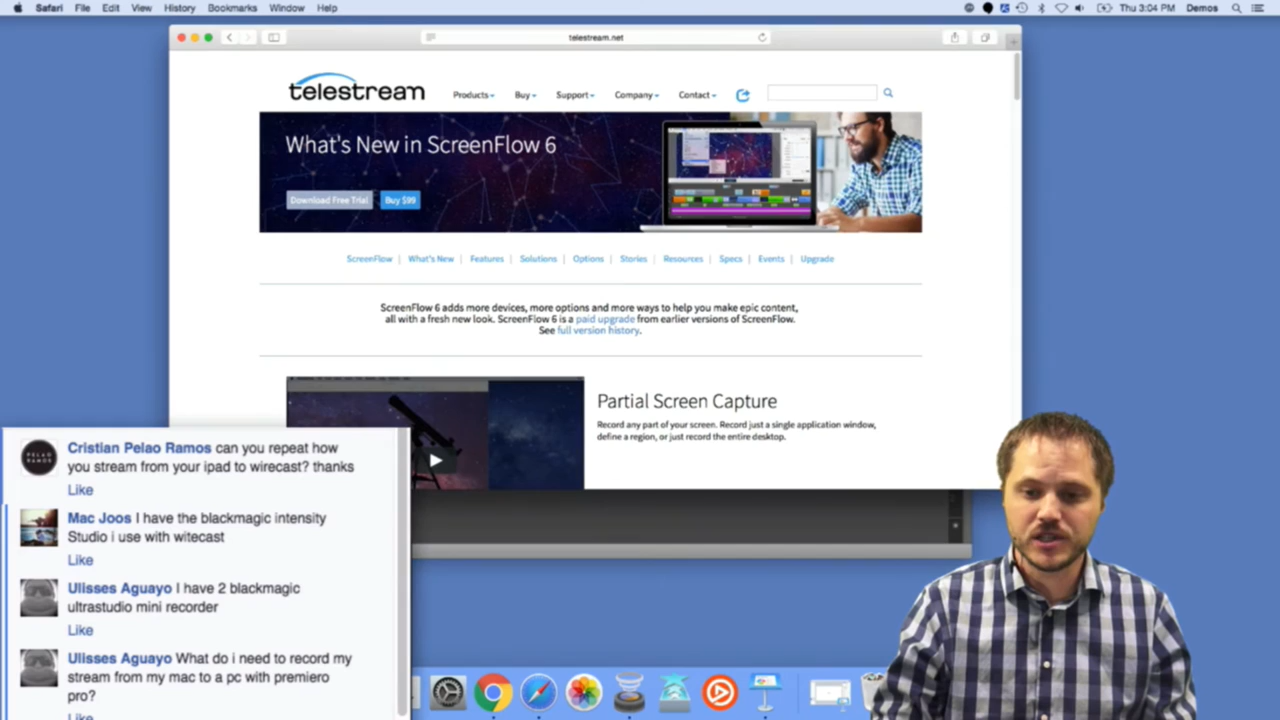 Safari File Edit View History Bookmarks Window Help Thu 3:04 PM Demos
telestream.net
telestream Products Buy Support Company Contact
What's New in ScreenFlow 6
Download Free Trial Buy $99
ScreenFlow | What's New | Features | Solutions | Options | Stories | Resources | Specs | Events | Upgrade
ScreenFlow 6 adds more devices, more options and more ways to help you make epic content,
all with a fresh new look. ScreenFlow 6 is a paid upgrade from earlier versions of ScreenFlow.
See full version history.
Partial Screen Capture
Record any part of your screen. Record just a single application window,
define a region, or just record the entire desktop.
PELAO
RAMOS
Cristian Pelao Ramos can you repeat how
you stream from your ipad to wirecast? thanks
Like
Mac Joos I have the blackmagic intensity
Studio i use with witecast
Like
Ulisses Aguayo I have 2 blackmagic
ultrastudio mini recorder
Like
Ulisses Aguayo What do i need to record my
stream from my mac to a pc with premiero
pro?
Like